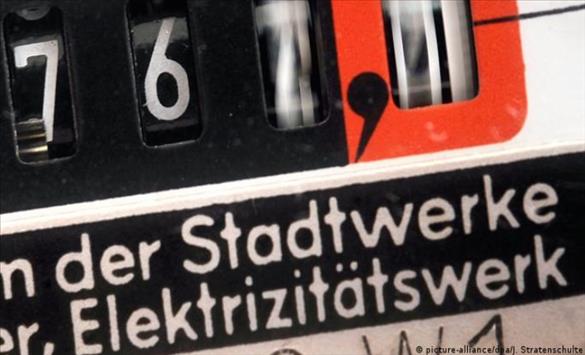 7 6 ,
n der Stadtwerke
er, Elektrizitätswerk
© picture-alliance/dpa/J. Stratenschulte